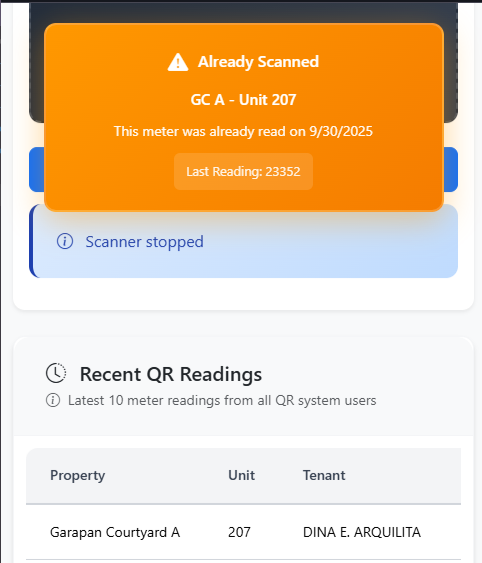 Already Scanned
GC A - Unit 207
This meter was already read on 9/30/2025
Last Reading: 23352
Scanner stopped
Recent QR Readings
Latest 10 meter readings from all QR system users
Property Unit Tenant
Garapan Courtyard A 207 DINA E. ARQUILITA